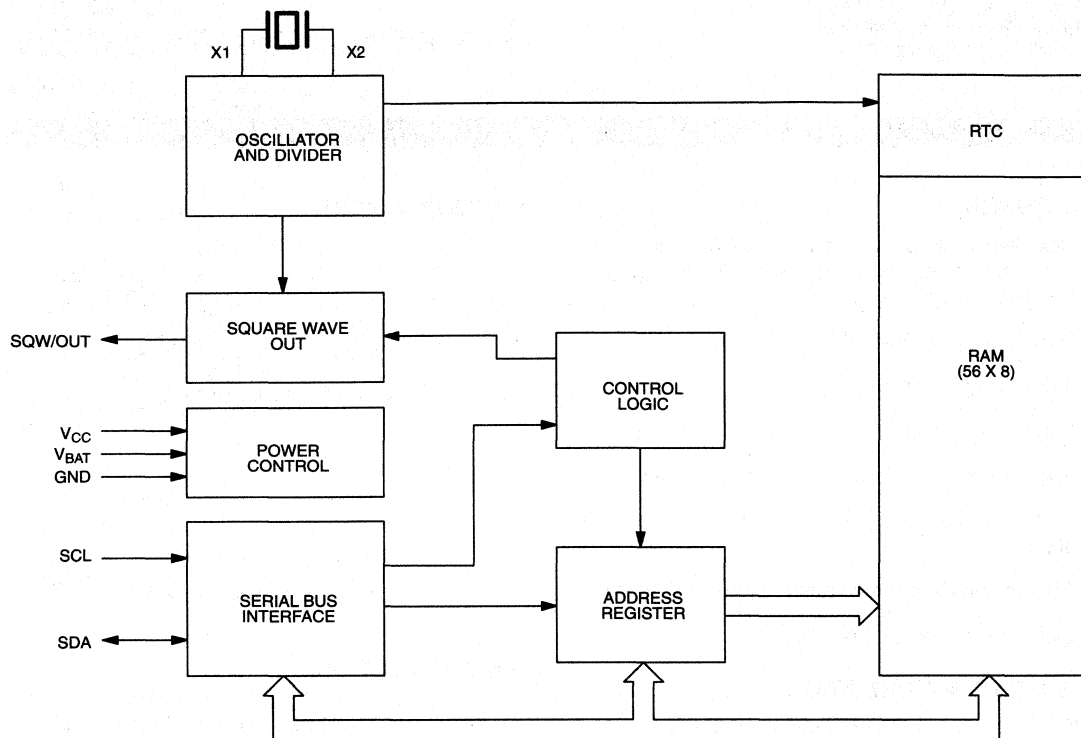 X1
X2
OSCILLATOR
AND DIVIDER
RTC
SQUARE WAVE
OUT
SQW/OUT
CONTROL
LOGIC
RAM
(56 X 8)
VCC
VBAT
GND
POWER
CONTROL
SCL
SDA
SERIAL BUS
INTERFACE
ADDRESS
REGISTER